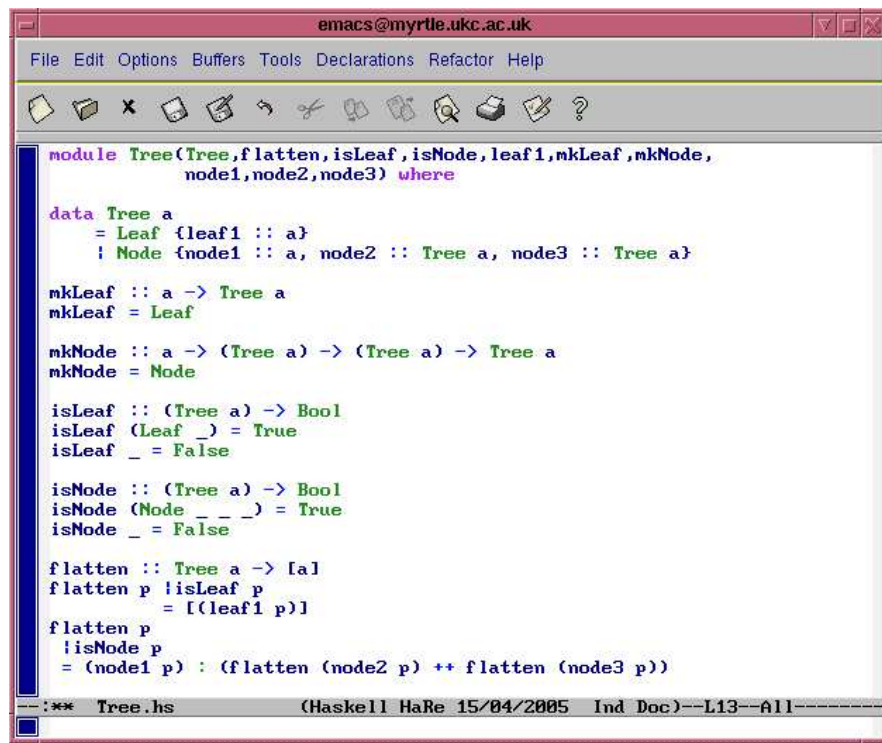 emacs@myrtle.ukc.ac.uk
File Edit Options Buffers Tools Declarations Refactor Help
module Tree(Tree,flatten,isLeaf,isNode,leaf1,mkLeaf,mkNode,
            node1,node2,node3) where
data Tree a
    = Leaf {leaf1 :: a}
    | Node {node1 :: a, node2 :: Tree a, node3 :: Tree a}
mkLeaf :: a -> Tree a
mkLeaf = Leaf
mkNode :: a -> (Tree a) -> (Tree a) -> Tree a
mkNode = Node
isLeaf :: (Tree a) -> Bool
isLeaf (Leaf _) = True
isLeaf _ = False
isNode :: (Tree a) -> Bool
isNode (Node _ _ _) = True
isNode _ = False
flatten :: Tree a -> [a]
flatten p |isLeaf p
          = [(leaf1 p)]
flatten p
 |isNode p
 = (node1 p) : (flatten (node2 p) ++ flatten (node3 p))
--:** Tree.hs (Haskell HaRe 15/04/2005 Ind Doc)--L13--All--------